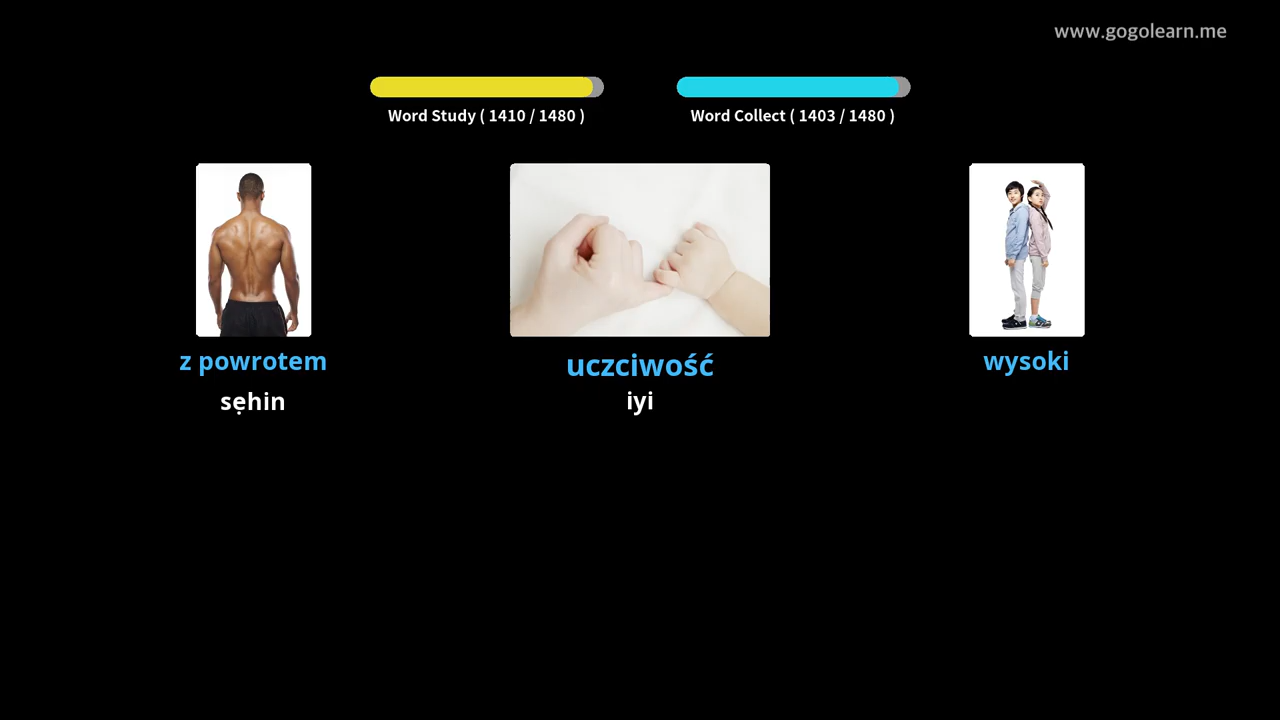 www.gogolearn.me
Word Study ( 1410 / 1480 )
Word Collect ( 1403 / 1480 )
z powrotem
uczciwość
wysoki
sẹhin
iyi